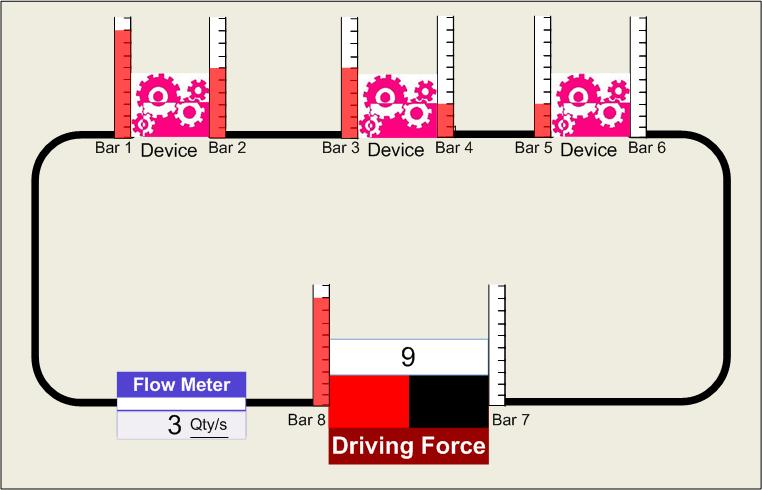 Bar 1 Device Bar 2 Bar 3 Device Bar 4 Bar 5 Device Bar 6
9
Flow Meter
3 Qty/s
Bar 8 Bar 7
Driving Force